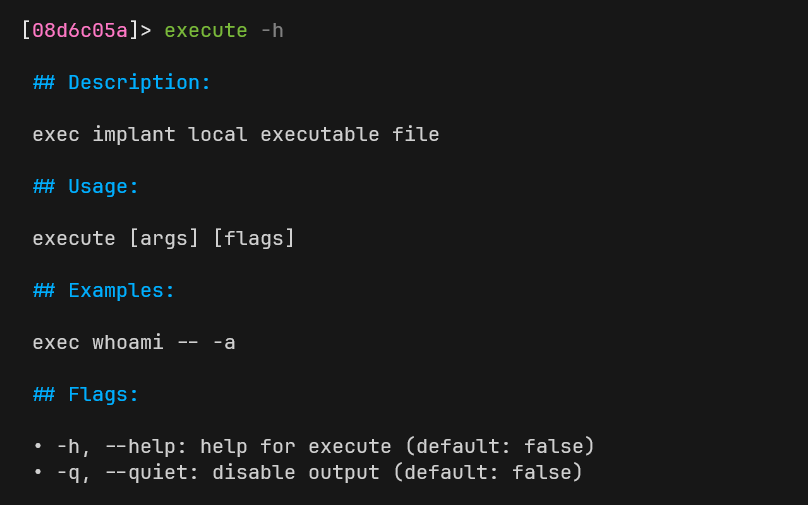 [08d6c05a]> execute -h
## Description:
exec implant local executable file
## Usage:
execute [args] [flags]
## Examples:
exec whoami -- -a
## Flags:
• -h, --help: help for execute (default: false)
• -q, --quiet: disable output (default: false)